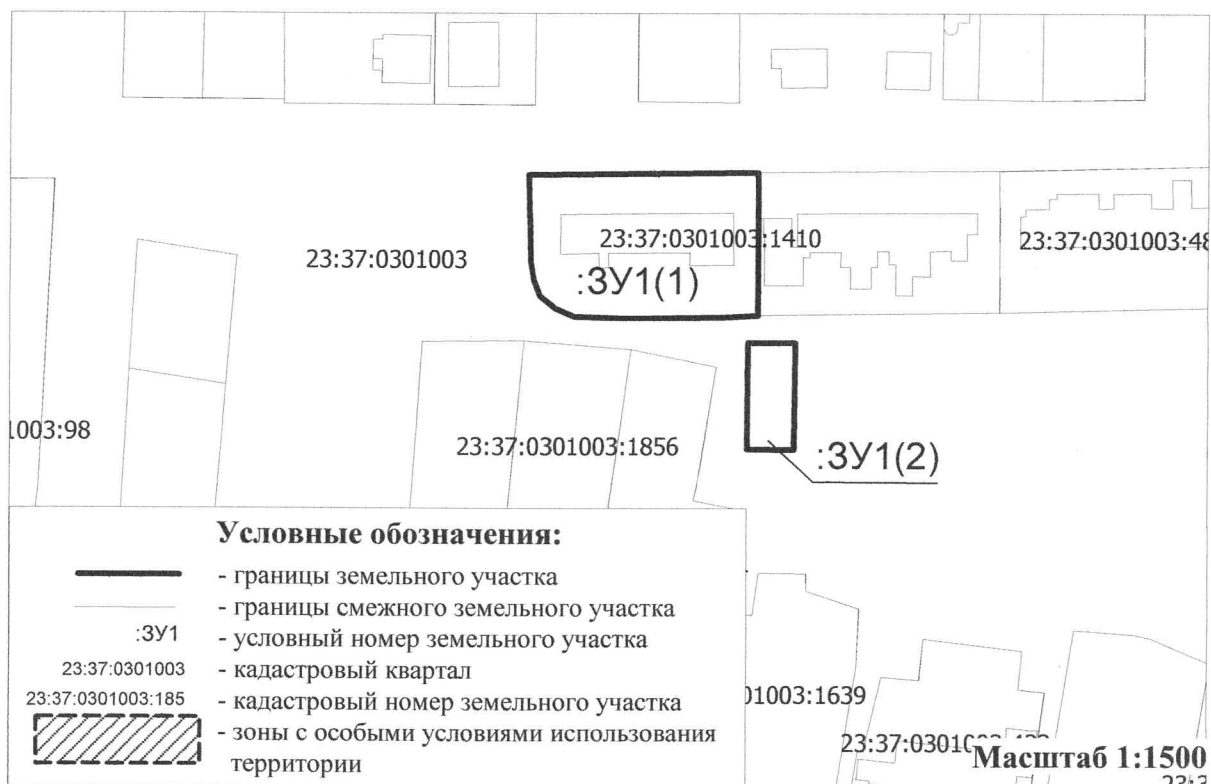 23:37:0301003:1410
23:37:0301003:48
23:37:0301003
:ЗУ1(1)
1003:98
23:37:0301003:1856
:ЗУ1(2)
Условные обозначения:
- границы земельного участка
- границы смежного земельного участка
:ЗУ1 - условный номер земельного участка
23:37:0301003 - кадастровый квартал
23:37:0301003:185 - кадастровый номер земельного участка
- зоны с особыми условиями использования
территории
01003:1639
Масштаб 1:1500